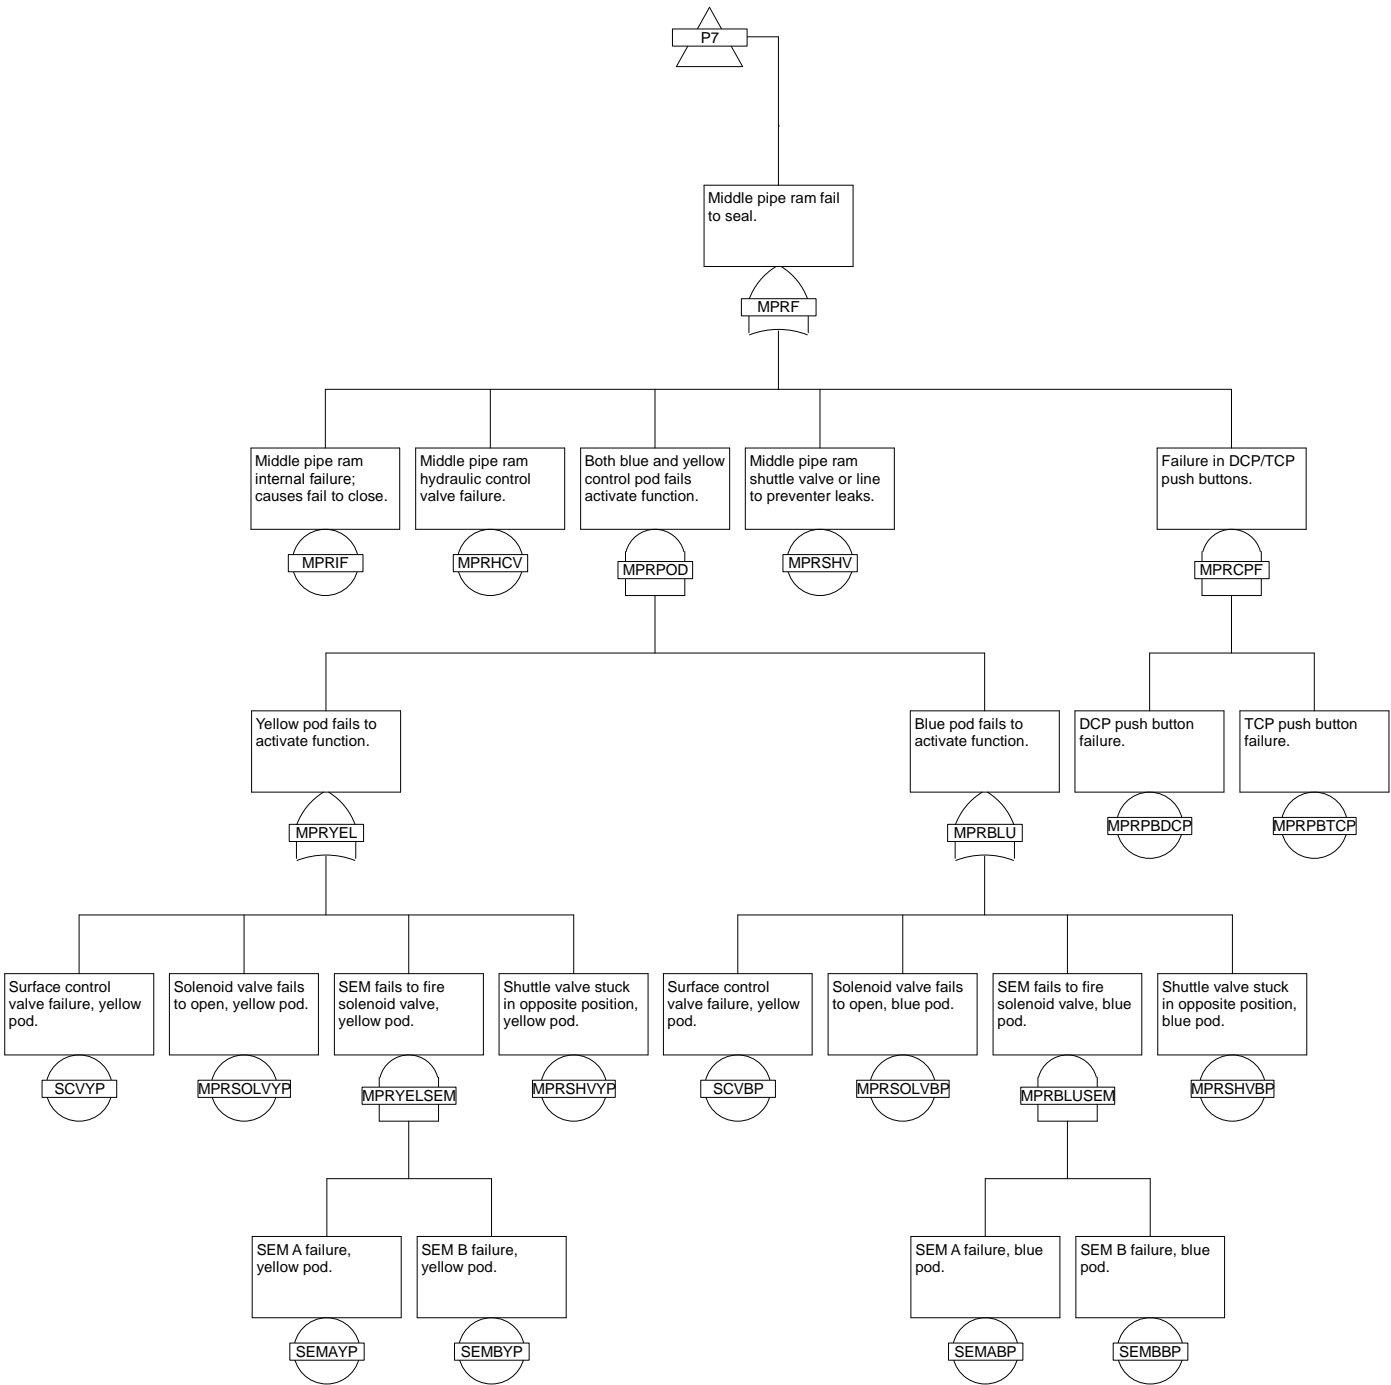 P7
Middle pipe ram fail
to seal.
MPRF
Middle pipe ram
internal failure;
causes fail to close.
MPRIF
Middle pipe ram
hydraulic control
valve failure.
MPRHCV
Both blue and yellow
control pod fails
activate function.
MPRPOD
Middle pipe ram
shuttle valve or line
to preventer leaks.
MPRSHV
Failure in DCP/TCP
push buttons.
MPRCPF
Yellow pod fails to
activate function.
MPRYEL
Blue pod fails to
activate function.
MPRBLU
DCP push button
failure.
MPRPBDCP
TCP push button
failure.
MPRPBTCP
Surface control
valve failure, yellow
pod.
SCVYP
Solenoid valve fails
to open, yellow pod.
MPRSOLVYP
SEM fails to fire
solenoid valve,
yellow pod.
MPRYELSEM
Shuttle valve stuck
in opposite position,
yellow pod.
MPRSHVYP
Surface control
valve failure, yellow
pod.
SCVBP
Solenoid valve fails
to open, blue pod.
MPRSOLVBP
SEM fails to fire
solenoid valve, blue
pod.
MPRBLUSEM
Shuttle valve stuck
in opposite position,
blue pod.
MPRSHVBP
SEM A failure,
yellow pod.
SEMAYP
SEM B failure,
yellow pod.
SEMBYP
SEM A failure, blue
pod.
SEMABP
SEM B failure, blue
pod.
SEMBBP